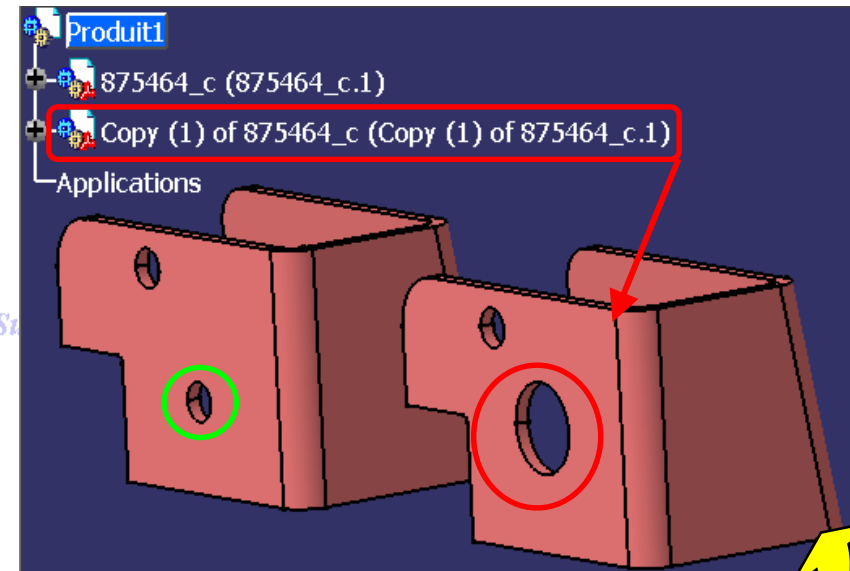 Produit1
875464_c (875464_c.1)
Copy (1) of 875464_c (Copy (1) of 875464_c.1)
Applications